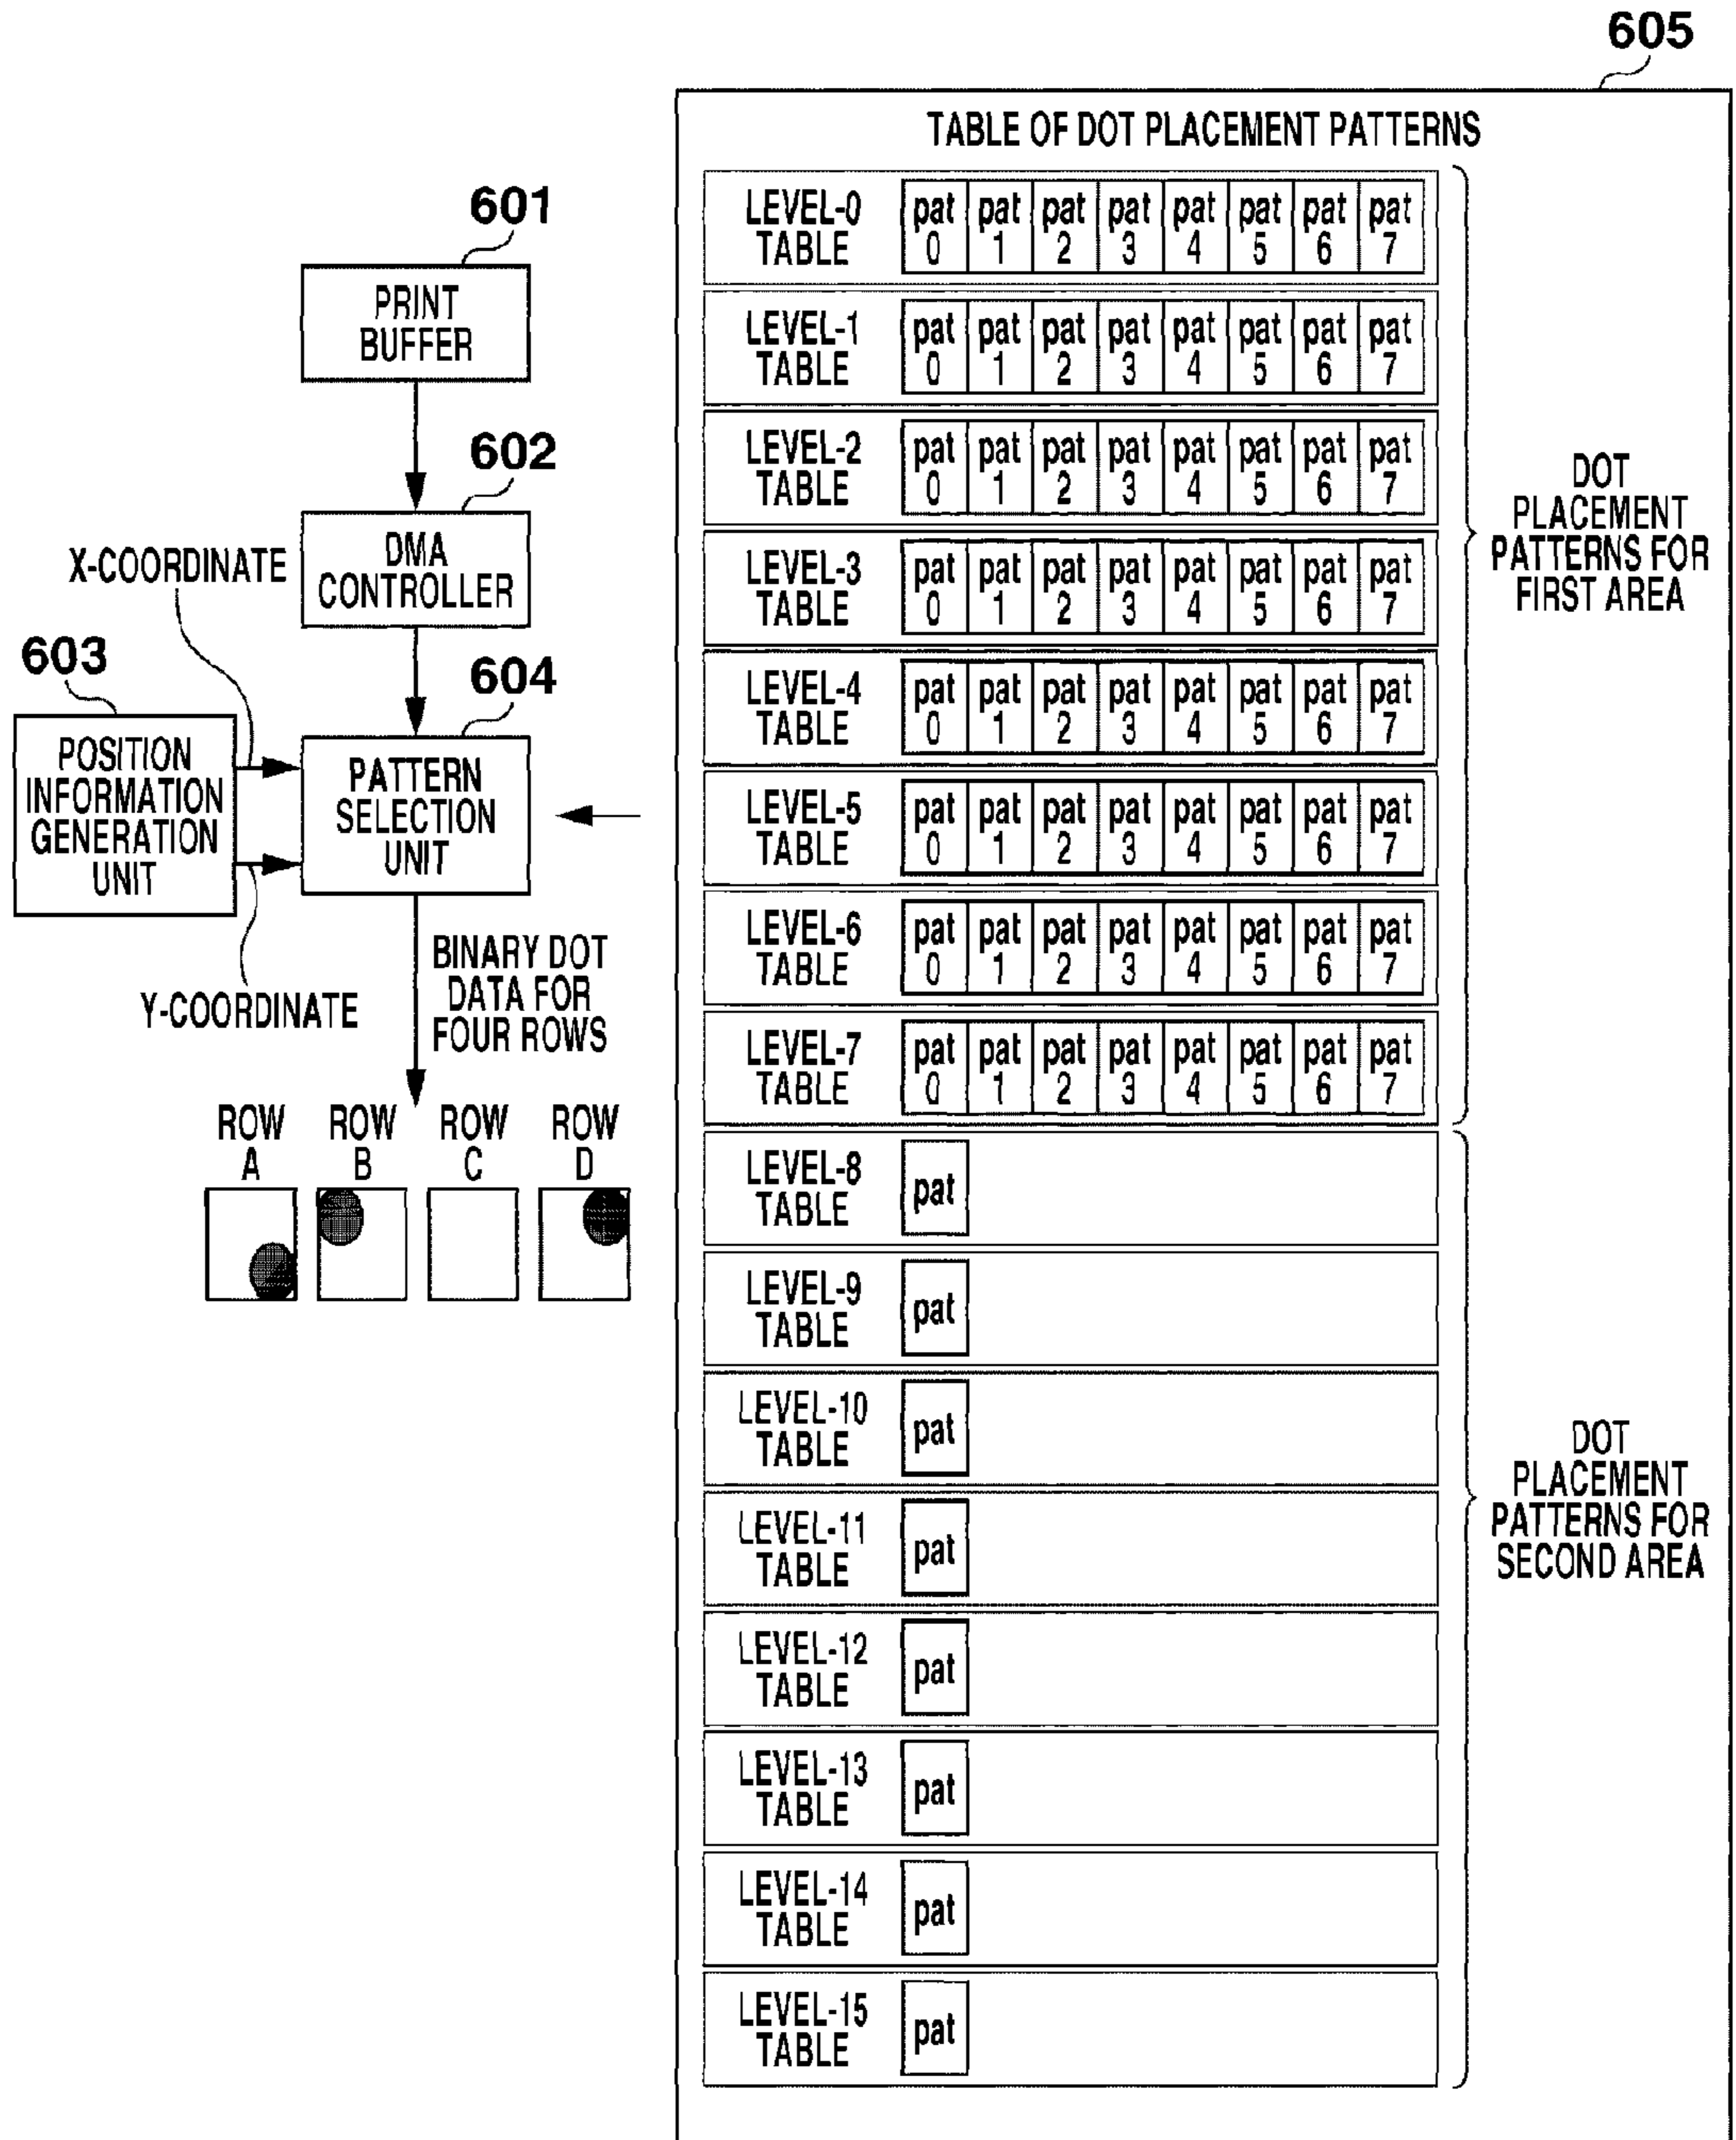 605
TABLE OF DOT PLACEMENT PATTERNS
601
PRINT
BUFFER
602
DMA
CONTROLLER
X-COORDINATE
603
POSITION
INFORMATION
GENERATION
UNIT
604
PATTERN
SELECTION
UNIT
Y-COORDINATE
BINARY DOT
DATA FOR
FOUR ROWS
ROW ROW ROW ROW
A B C D
LEVEL-0 pat pat pat pat pat pat pat pat
TABLE 0 1 2 3 4 5 6 7
LEVEL-1 pat pat pat pat pat pat pat pat
TABLE 0 1 2 3 4 5 6 7
LEVEL-2 pat pat pat pat pat pat pat pat
TABLE 0 1 2 3 4 5 6 7
LEVEL-3 pat pat pat pat pat pat pat pat
TABLE 0 1 2 3 4 5 6 7
LEVEL-4 pat pat pat pat pat pat pat pat
TABLE 0 1 2 3 4 5 6 7
LEVEL-5 pat pat pat pat pat pat pat pat
TABLE 0 1 2 3 4 5 6 7
LEVEL-6 pat pat pat pat pat pat pat pat
TABLE 0 1 2 3 4 5 6 7
LEVEL-7 pat pat pat pat pat pat pat pat
TABLE 0 1 2 3 4 5 6 7
DOT
PLACEMENT
PATTERNS FOR
FIRST AREA
LEVEL-8
TABLE
pat
LEVEL-9
TABLE
pat
LEVEL-10
TABLE
pat
LEVEL-11
TABLE
pat
LEVEL-12
TABLE
pat
LEVEL-13
TABLE
pat
LEVEL-14
TABLE
pat
LEVEL-15
TABLE
pat
DOT
PLACEMENT
PATTERNS FOR
SECOND AREA